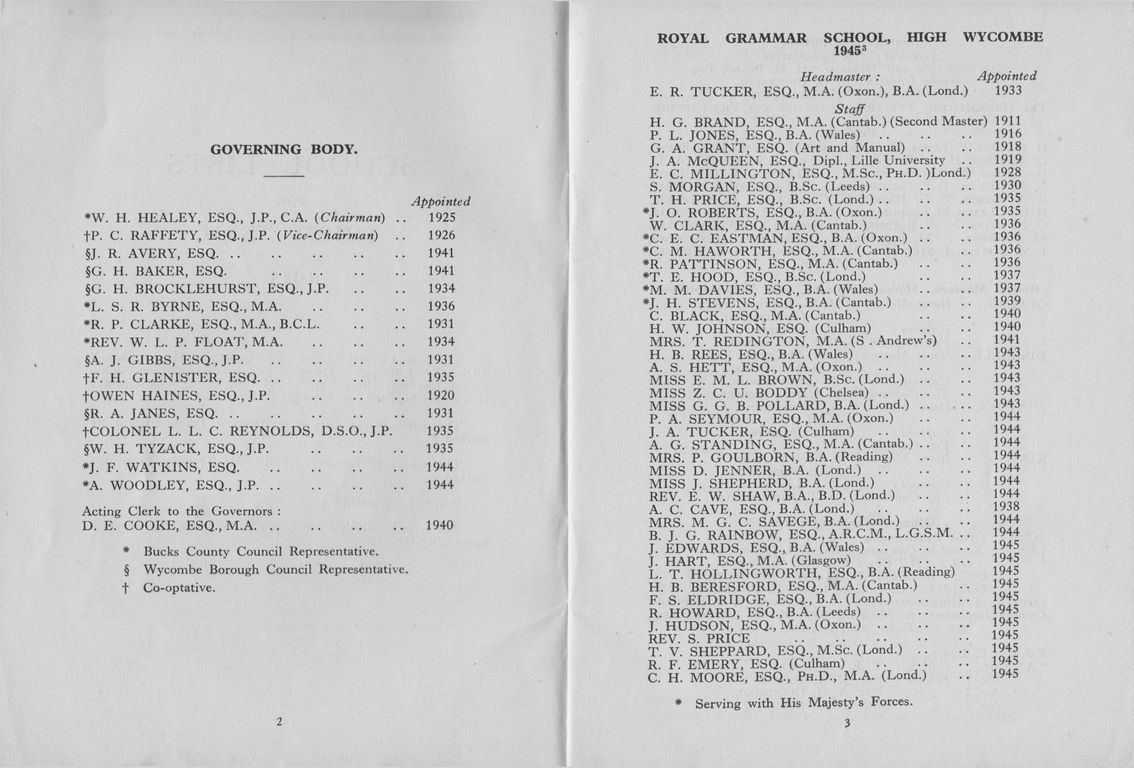 GOVERNING BODY.
Appointed
*W. H. HEALEY, ESQ., J.P., C.A. (Chairman) .. 1925
†P. C. RAFFETY, ESQ., J.P. (Vice-Chairman) .. 1926
§J. R. AVERY, ESQ. .. .. .. .. .. 1941
§G. H. BAKER, ESQ. .. .. .. .. 1941
§G. H. BROCKLEHURST, ESQ., J.P. .. .. 1934
*L. S. R. BYRNE, ESQ., M.A. .. .. .. 1936
*R. P. CLARKE, ESQ., M.A., B.C.L. .. .. 1931
*REV. W. L. P. FLOAT, M.A. .. .. .. 1934
§A. J. GIBBS, ESQ., J.P. .. .. .. .. 1931
†F. H. GLENISTER, ESQ. .. .. .. .. 1935
†OWEN HAINES, ESQ., J.P. .. .. .. 1920
§R. A. JANES, ESQ. .. .. .. .. .. 1931
†COLONEL L. L. C. REYNOLDS, D.S.O., J.P. 1935
§W. H. TYZACK, ESQ., J.P. .. .. .. 1935
*J. F. WATKINS, ESQ. .. .. .. .. 1944
*A. WOODLEY, ESQ., J.P. .. .. .. .. 1944
Acting Clerk to the Governors :
D. E. COOKE, ESQ., M.A. .. .. .. .. 1940
* Bucks County Council Representative.
§ Wycombe Borough Council Representative.
† Co-optative.
2
ROYAL GRAMMAR SCHOOL, HIGH WYCOMBE
1945³
Headmaster : Appointed
E. R. TUCKER, ESQ., M.A. (Oxon.), B.A. (Lond.) 1933
Staff
H. G. BRAND, ESQ., M.A. (Cantab.) (Second Master) 1911
P. L. JONES, ESQ., B.A. (Wales) .. .. .. 1916
G. A. GRANT, ESQ. (Art and Manual) .. .. 1918
J. A. McQUEEN, ESQ., Dipl., Lille University .. 1919
E. C. MILLINGTON, ESQ., M.Sc., PH.D. )Lond.) 1928
S. MORGAN, ESQ., B.Sc. (Leeds) .. .. .. 1930
T. H. PRICE, ESQ., B.Sc. (Lond.) .. .. .. 1935
*J. O. ROBERTS, ESQ., B.A. (Oxon.) .. .. 1935
W. CLARK, ESQ., M.A. (Cantab.) .. .. 1936
*C. E. C. EASTMAN, ESQ., B.A. (Oxon.) .. .. 1936
*C. M. HAWORTH, ESQ., M.A. (Cantab.) .. 1936
*R. PATTINSON, ESQ., M.A. (Cantab.) .. .. 1936
*T. E. HOOD, ESQ., B.Sc. (Lond.) .. .. 1937
*M. M. DAVIES, ESQ., B.A. (Wales) .. .. 1937
*J. H. STEVENS, ESQ., B.A. (Cantab.) .. .. 1939
C. BLACK, ESQ., M.A. (Cantab.) .. .. 1940
H. W. JOHNSON, ESQ. (Culham) .. .. 1940
MRS. T. REDINGTON, M.A. (S . Andrew's) .. 1941
H. B. REES, ESQ., B.A. (Wales) .. .. .. 1943
A. S. HETT, ESQ., M.A. (Oxon.) .. .. .. 1943
MISS E. M. L. BROWN, B.Sc. (Lond.) .. .. 1943
MISS Z. C. U. BODDY (Chelsea) .. .. .. 1943
MISS G. G. B. POLLARD, B.A. (Lond.) .. .. 1943
P. A. SEYMOUR, ESQ., M.A. (Oxon.) .. .. 1944
J. A. TUCKER, ESQ. (Culham) .. .. .. 1944
A. G. STANDING, ESQ., M.A. (Cantab.) .. .. 1944
MRS. P. GOULBORN, B.A. (Reading) .. .. 1944
MISS D. JENNER, B.A. (Lond.) .. .. .. 1944
MISS J. SHEPHERD, B.A. (Lond.) .. .. 1944
REV. E. W. SHAW, B.A., B.D. (Lond.) .. .. 1944
A. C. CAVE, ESQ., B.A. (Lond.) .. .. .. 1938
MRS. M. G. C. SAVEGE, B.A. (Lond.) .. .. 1944
B. J. G. RAINBOW, ESQ., A.R.C.M., L.G.S.M. .. 1944
J. EDWARDS, ESQ., B.A. (Wales) .. .. .. 1945
J. HART, ESQ., M.A. (Glasgow) .. .. .. 1945
L. T. HOLLINGWORTH, ESQ., B.A. (Reading) 1945
H. B. BERESFORD, ESQ., M.A. (Cantab.) .. 1945
F. S. ELDRIDGE, ESQ., B.A. (Lond.) .. .. 1945
R. HOWARD, ESQ., B.A. (Leeds) .. .. .. 1945
J. HUDSON, ESQ., M.A. (Oxon.) .. .. .. 1945
REV. S. PRICE .. .. .. .. .. 1945
T. V. SHEPPARD, ESQ., M.Sc. (Lond.) .. .. 1945
R. F. EMERY, ESQ. (Culham) .. .. .. 1945
C. H. MOORE, ESQ., PH.D., M.A. (Lond.) .. 1945
* Serving with His Majesty's Forces.
3